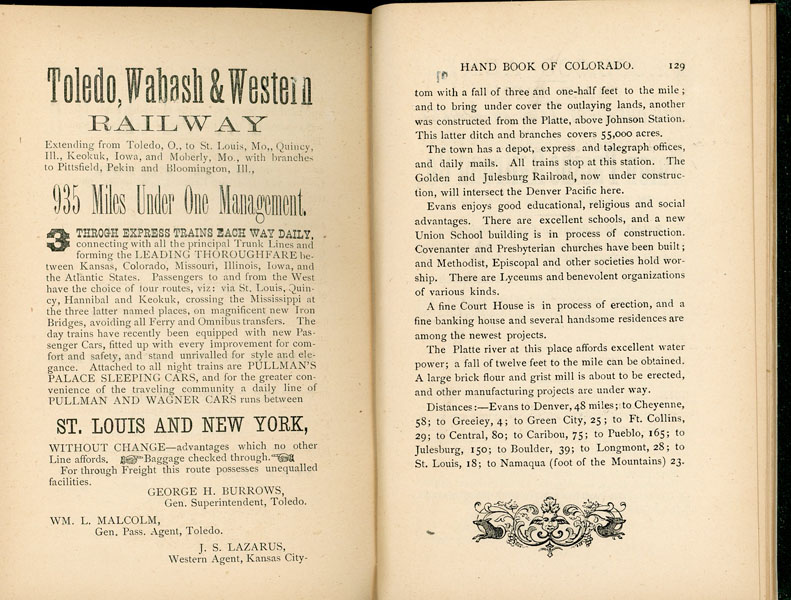 Toledo, Wabash & Western
RAILWAY
Extending from Toledo, O., to St. Louis, Mo., Quincy,
Ill., Keokuk, Iowa, and Moberly, Mo., with branches
to Pittsfield, Pekin and Bloomington, Ill.,
935 Miles Under One Management.
3 THROGH EXPRESS TRAINS EACH WAY DAILY,
connecting with all the principal Trunk Lines and
forming the LEADING THOROUGHFARE be-
tween Kansas, Colorado, Missouri, Illinois, Iowa, and
the Atlantic States. Passengers to and from the West
have the choice of four routes, viz: via St. Louis, Quin-
cy, Hannibal and Keokuk, crossing the Mississippi at
the three latter named places, on magnificent new Iron
Bridges, avoiding all Ferry and Omnibus transfers. The
day trains have recently been equipped with new Pas-
senger Cars, fitted up with every improvement for com-
fort and safety, and stand unrivalled for style and ele-
gance. Attached to all night trains are PULLMAN'S
PALACE SLEEPING CARS, and for the greater con-
venience of the traveling community a daily line of
PULLMAN AND WAGNER CARS runs between
ST. LOUIS AND NEW YORK,
WITHOUT CHANGE—advantages which no other
Line affords. Baggage checked through.
For through Freight this route possesses unequalled
facilities.
GEORGE H. BURROWS,
Gen. Superintendent, Toledo.
WM. L. MALCOLM,
Gen. Pass. Agent, Toledo.
J. S. LAZARUS,
Western Agent, Kansas City-
HAND BOOK OF COLORADO. 129
tom with a fall of three and one-half feet to the mile;
and to bring under cover the outlaying lands, another
was constructed from the Platte, above Johnson Station.
This latter ditch and branches covers 55,000 acres.
The town has a depot, express and telegraph offices,
and daily mails. All trains stop at this station. The
Golden and Julesburg Railroad, now under construc-
tion, will intersect the Denver Pacific here.
Evans enjoys good educational, religious and social
advantages. There are excellent schools, and a new
Union School building is in process of construction.
Covenanter and Presbyterian churches have been built;
and Methodist, Episcopal and other societies hold wor-
ship. There are Lyceums and benevolent organizations
of various kinds.
A fine Court House is in process of erection, and a
fine banking house and several handsome residences are
among the newest projects.
The Platte river at this place affords excellent water
power; a fall of twelve feet to the mile can be obtained.
A large brick flour and grist mill is about to be erected,
and other manufacturing projects are under way.
Distances:—Evans to Denver, 48 miles; to Cheyenne,
58; to Greeley, 4; to Green City, 25; to Ft. Collins,
29; to Central, 80; to Caribou, 75; to Pueblo, 165; to
Julesburg, 150; to Boulder, 39; to Longmont, 28; to
St. Louis, 18; to Namaqua (foot of the Mountains) 23.